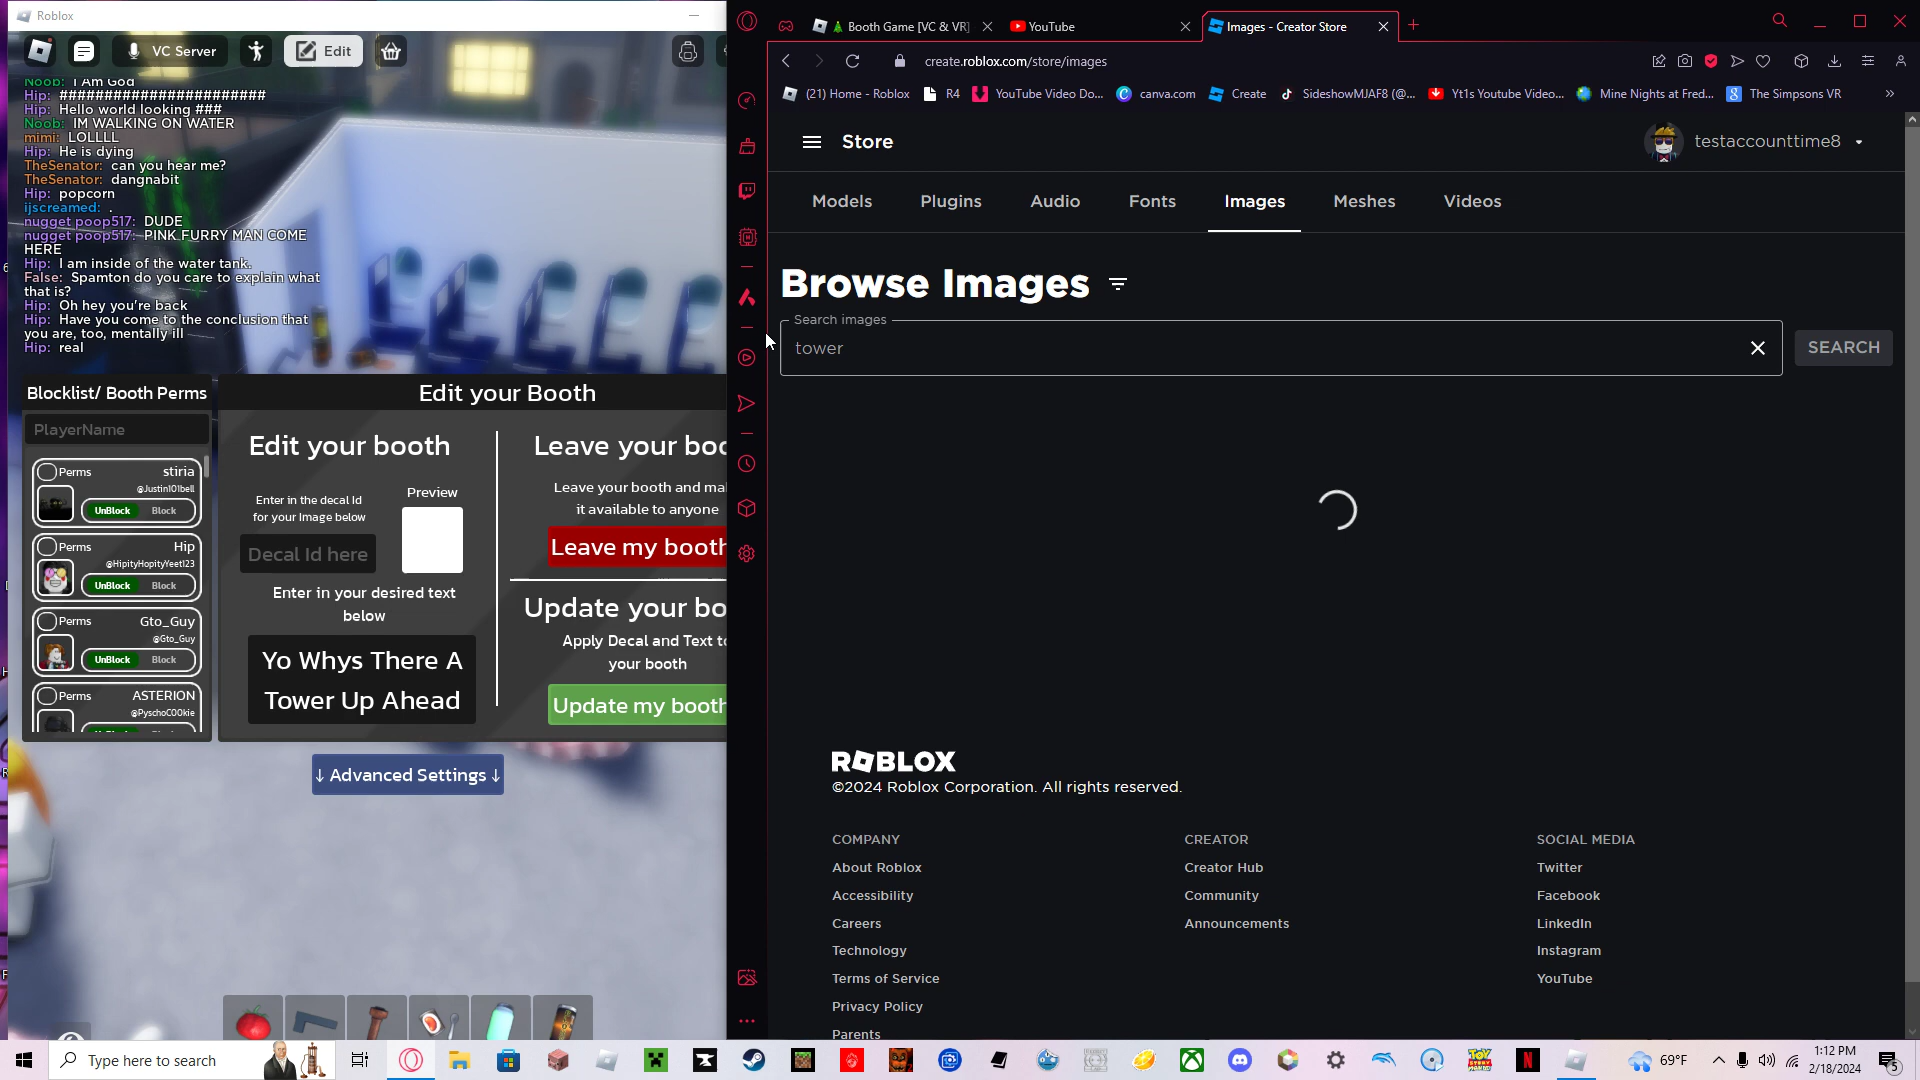 Roblox
VC Server
Edit
Noob: I Am God
Hip: #######################
Hip: Hello world looking ###
Noob: IM WALKING ON WATER
mimi: LOLLLL
Hip: He is dying
TheSenator: can you hear me?
TheSenator: dangnabit
Hip: popcorn
ijscreamed: .
nugget poop517: DUDE
nugget poop517: PINK FURRY MAN COME
HERE
Hip: I am inside of the water tank.
False: Spamton do you care to explain what
that is?
Hip: Oh hey you're back
Hip: Have you come to the conclusion that
you are, too, mentally ill
Hip: real
Blocklist/ Booth Perms
PlayerName
Perms stiria
@Justin101bell
UnBlock Block
Perms Hip
@HipityHopityYeet123
UnBlock Block
Perms Gto_Guy
@Gto_Guy
UnBlock Block
Perms ASTERION
@PyschoC00kie
Edit your Booth
Edit your booth
Enter in the decal Id
for your Image below
Preview
Decal Id here
Enter in your desired text
below
Yo Whys There A
Tower Up Ahead
Leave your boo
Leave your booth and mak
it available to anyone
Leave my booth
Update your bo
Apply Decal and Text to
your booth
Update my booth
↓ Advanced Settings ↓
Booth Game [VC & VR]
YouTube
Images - Creator Store
create.roblox.com/store/images
(21) Home - Roblox
R4
YouTube Video Do...
canva.com
Create
SideshowMJAF8 (@...
Yt1s Youtube Video...
Mine Nights at Fred...
The Simpsons VR
Store
testaccounttime8
Models
Plugins
Audio
Fonts
Images
Meshes
Videos
Browse Images
Search images
tower
SEARCH
ROBLOX
©2024 Roblox Corporation. All rights reserved.
COMPANY
About Roblox
Accessibility
Careers
Technology
Terms of Service
Privacy Policy
Parents
CREATOR
Creator Hub
Community
Announcements
SOCIAL MEDIA
Twitter
Facebook
LinkedIn
Instagram
YouTube
Type here to search
69°F
1:12 PM
2/18/2024
5